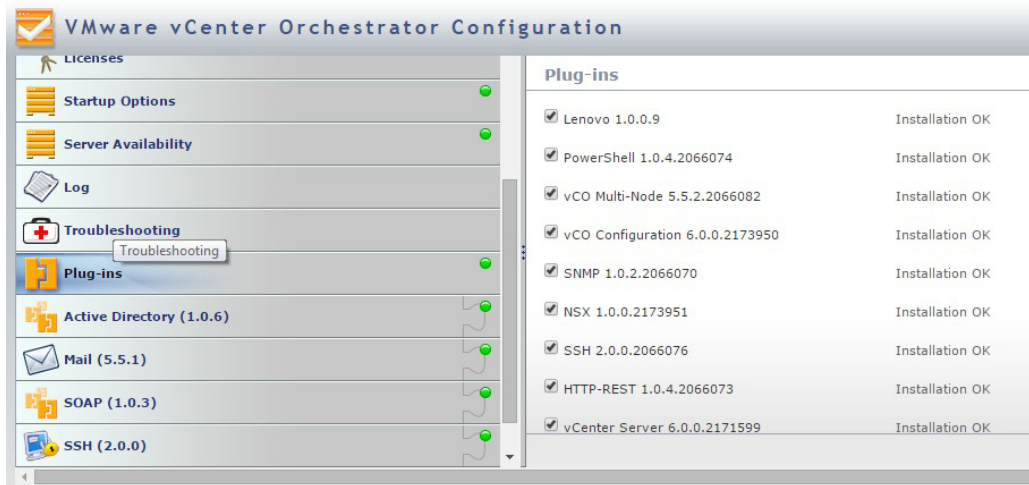 VMware vCenter Orchestrator Configuration
Licenses
Startup Options
Server Availability
Log
Troubleshooting
Troubleshooting
Plug-ins
Active Directory (1.0.6)
Mail (5.5.1)
SOAP (1.0.3)
SSH (2.0.0)
Plug-ins
Lenovo 1.0.0.9 Installation OK
PowerShell 1.0.4.2066074 Installation OK
vCO Multi-Node 5.5.2.2066082 Installation OK
vCO Configuration 6.0.0.2173950 Installation OK
SNMP 1.0.2.2066070 Installation OK
NSX 1.0.0.2173951 Installation OK
SSH 2.0.0.2066076 Installation OK
HTTP-REST 1.0.4.2066073 Installation OK
vCenter Server 6.0.0.2171599 Installation OK